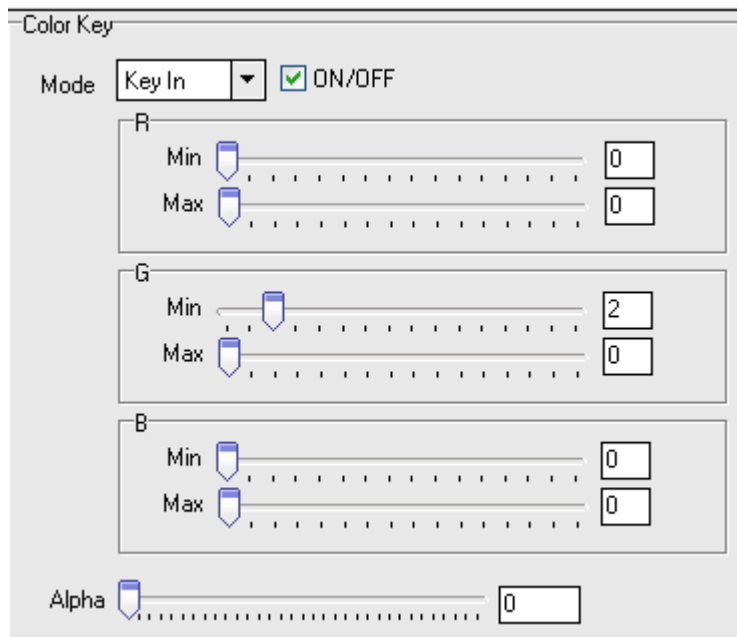 Color Key
Mode Key In ON/OFF
R
Min 0
Max 0
G
Min 2
Max 0
B
Min 0
Max 0
Alpha 0